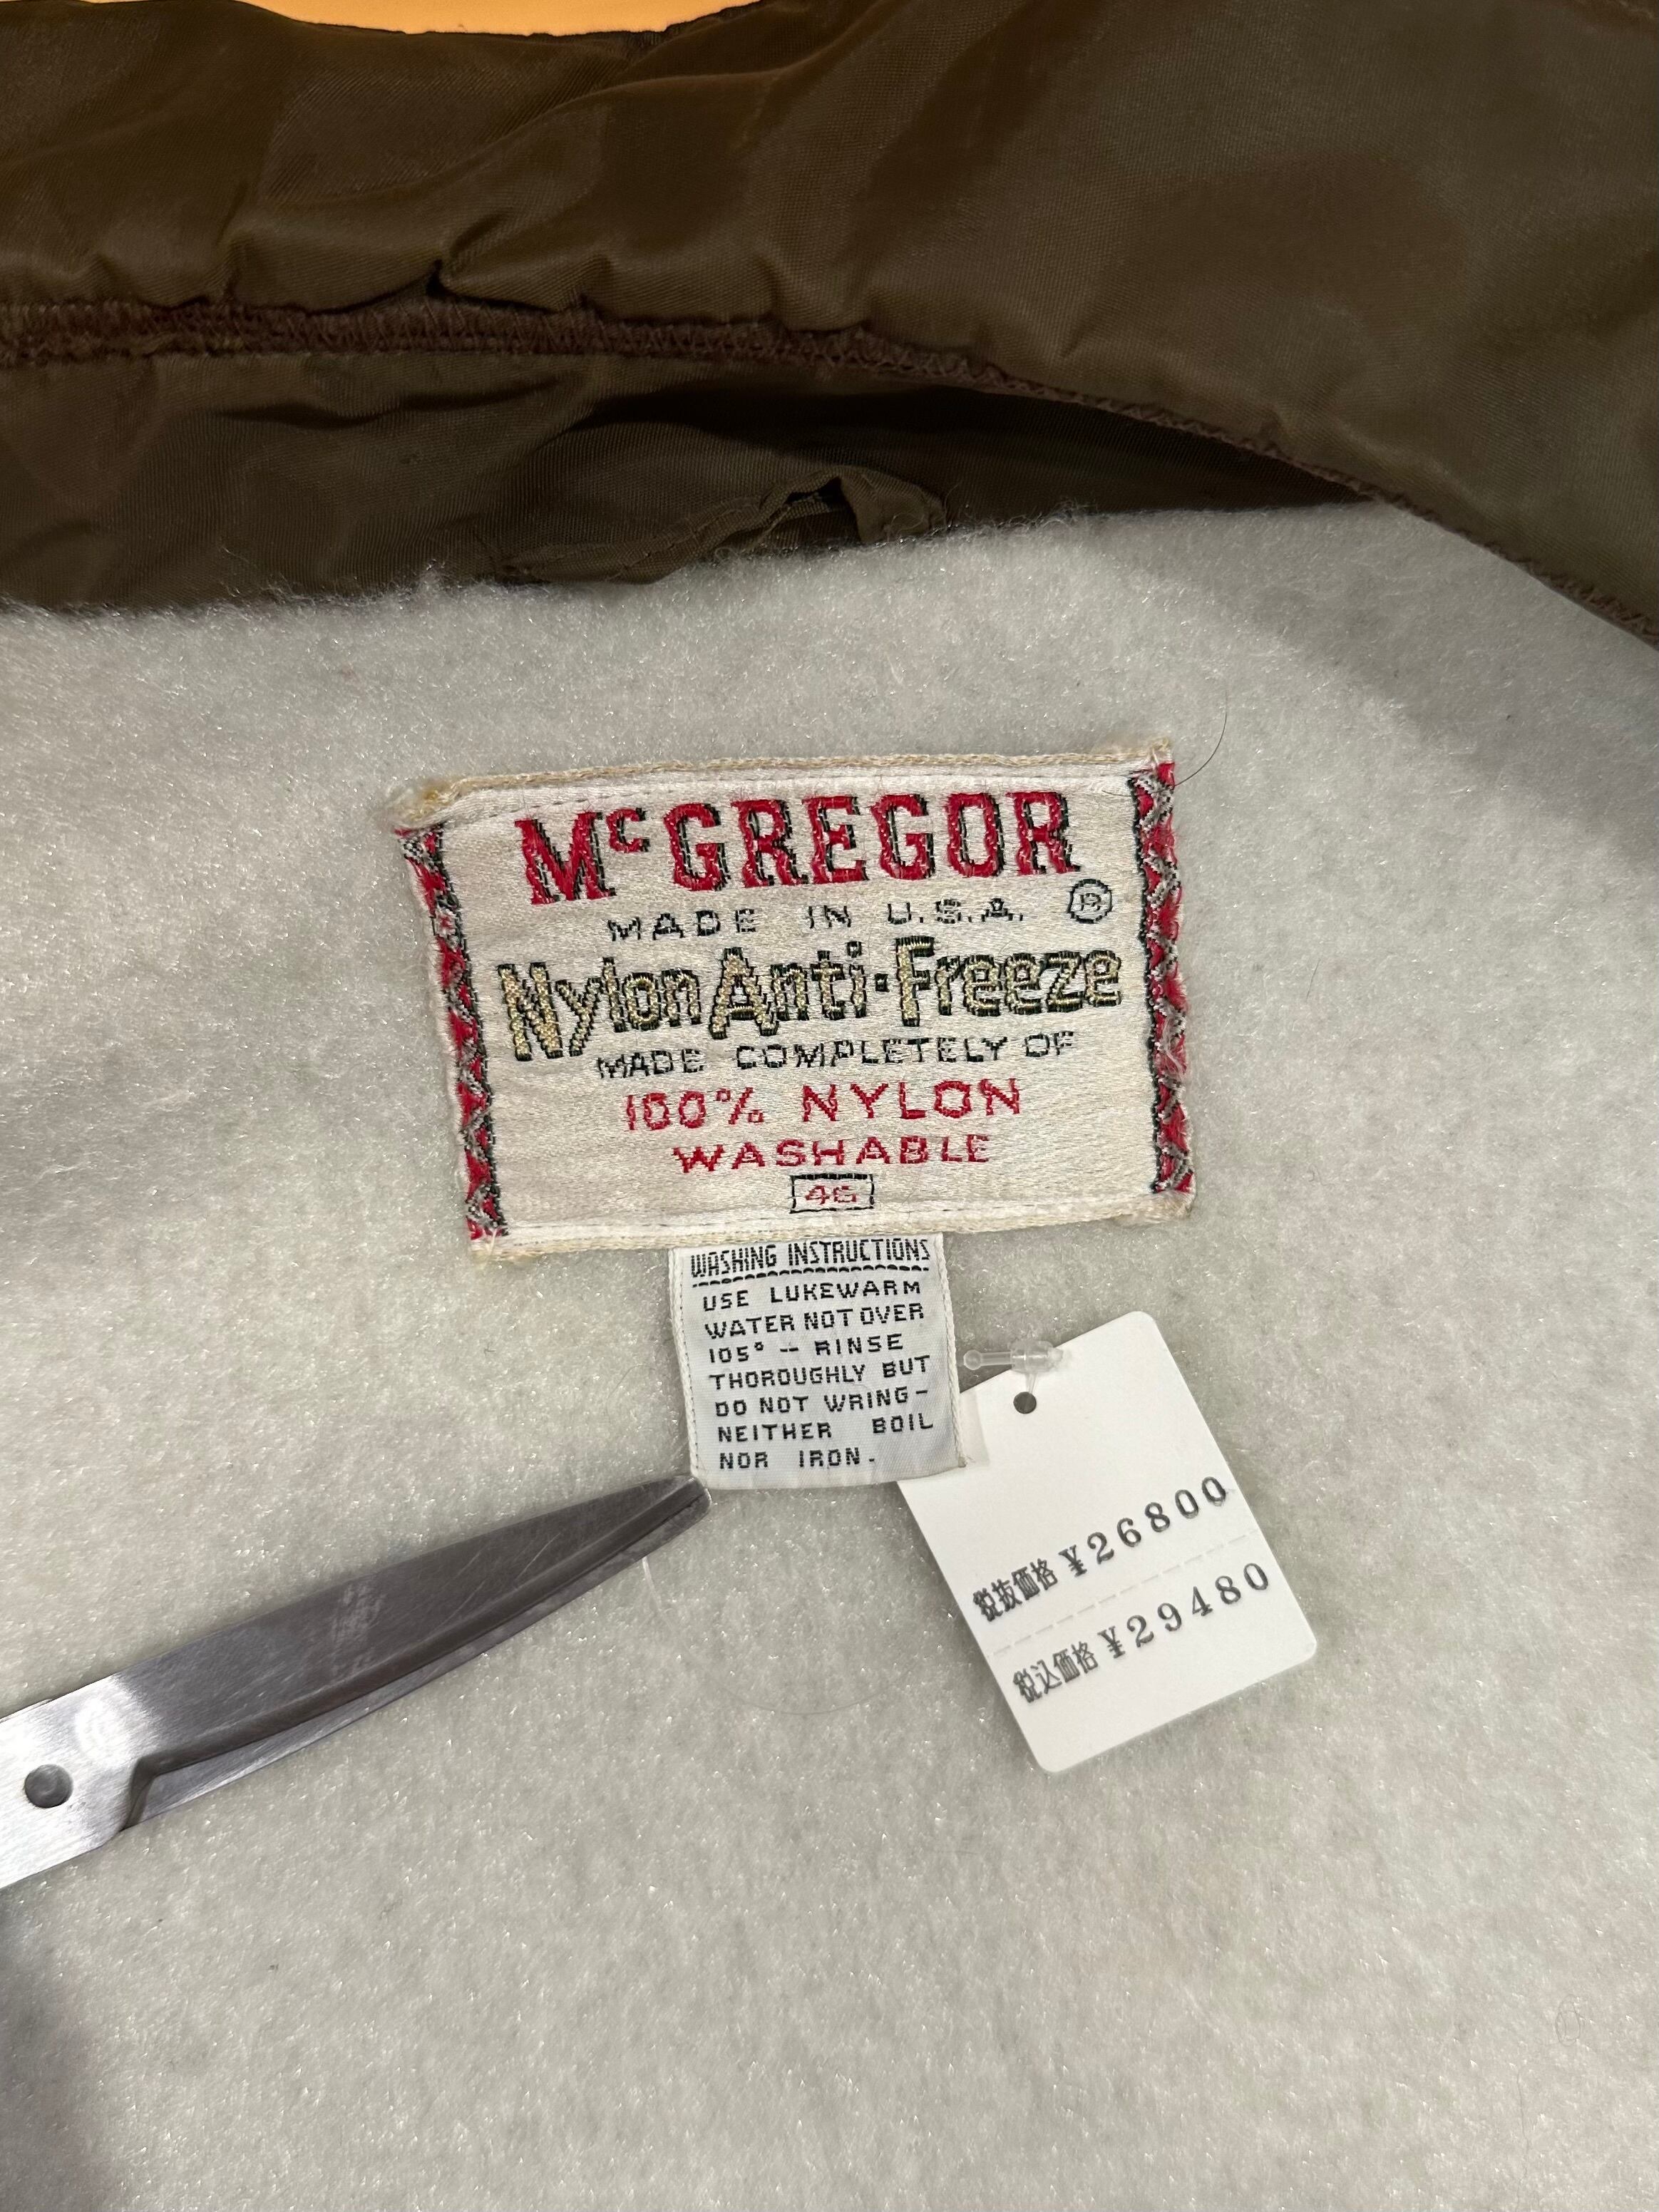 McGREGOR
MADE IN U.S.A. ®
Nylon Anti-Freeze
MADE COMPLETELY OF
100% NYLON
WASHABLE
46
WASHING INSTRUCTIONS
USE LUKEWARM
WATER NOT OVER
105° -- RINSE
THOROUGHLY BUT
DO NOT WRING-
NEITHER BOIL
NOR IRON.
税抜価格 ¥26800
税込価格 ¥29480